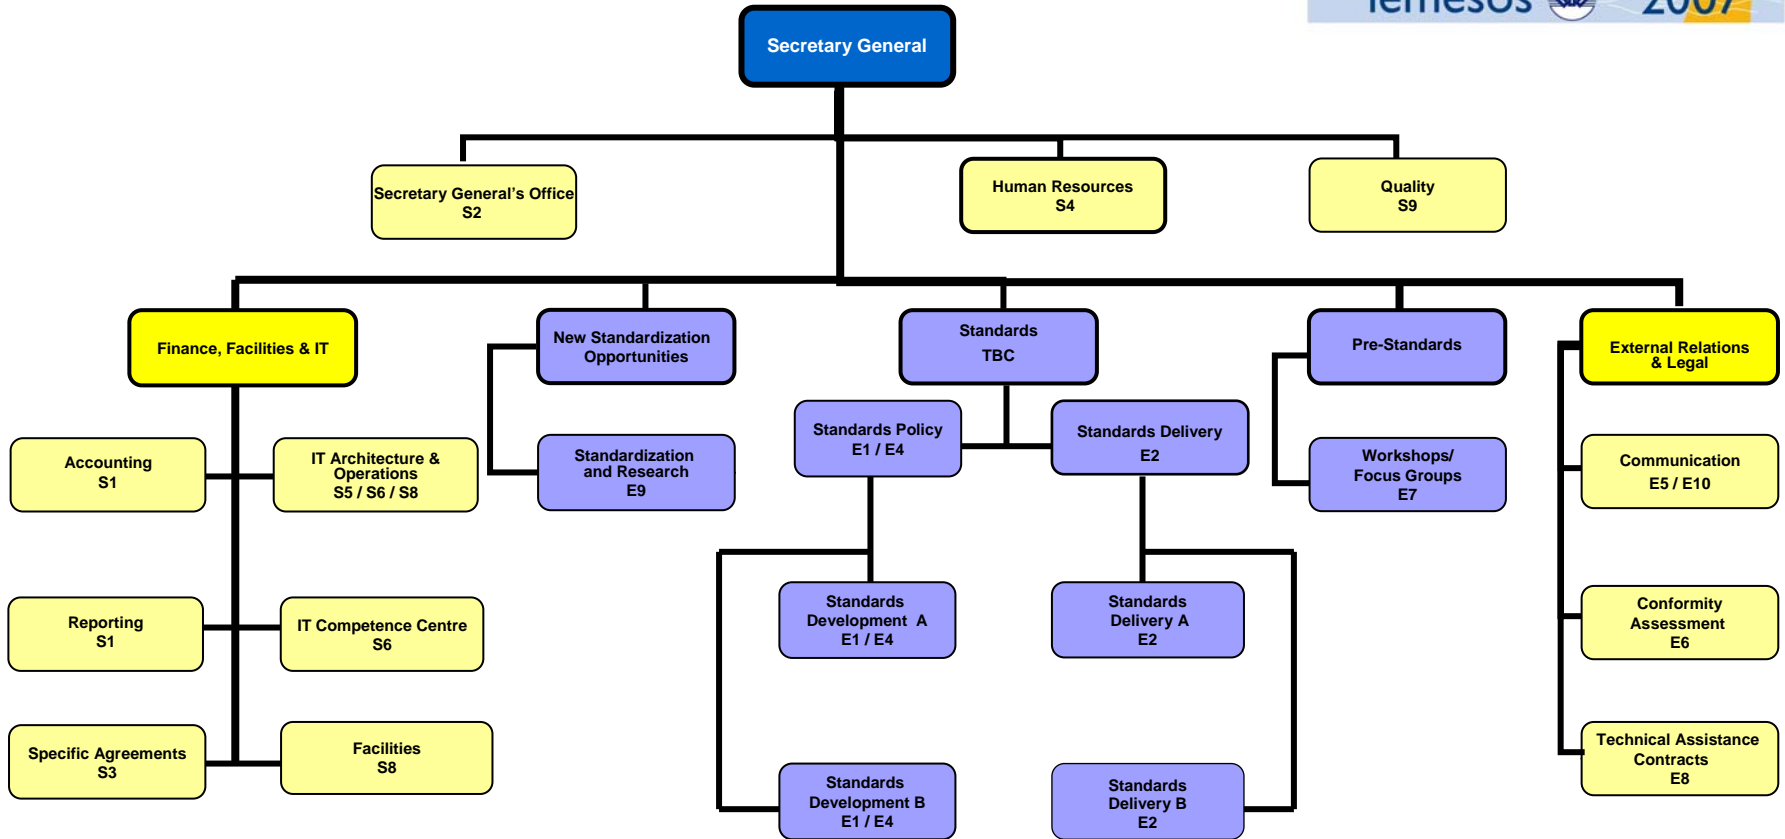 lemesos 2007
Secretary General
Secretary General's Office
S2
Human Resources
S4
Quality
S9
Finance, Facilities & IT
New Standardization
Opportunities
Standards
TBC
Pre-Standards
External Relations
& Legal
Accounting
S1
IT Architecture &
Operations
S5 / S6 / S8
Standardization
and Research
E9
Standards Policy
E1 / E4
Standards Delivery
E2
Workshops/
Focus Groups
E7
Communication
E5 / E10
Reporting
S1
IT Competence Centre
S6
Standards
Development A
E1 / E4
Standards
Delivery A
E2
Conformity
Assessment
E6
Specific Agreements
S3
Facilities
S8
Standards
Development B
E1 / E4
Standards
Delivery B
E2
Technical Assistance
Contracts
E8